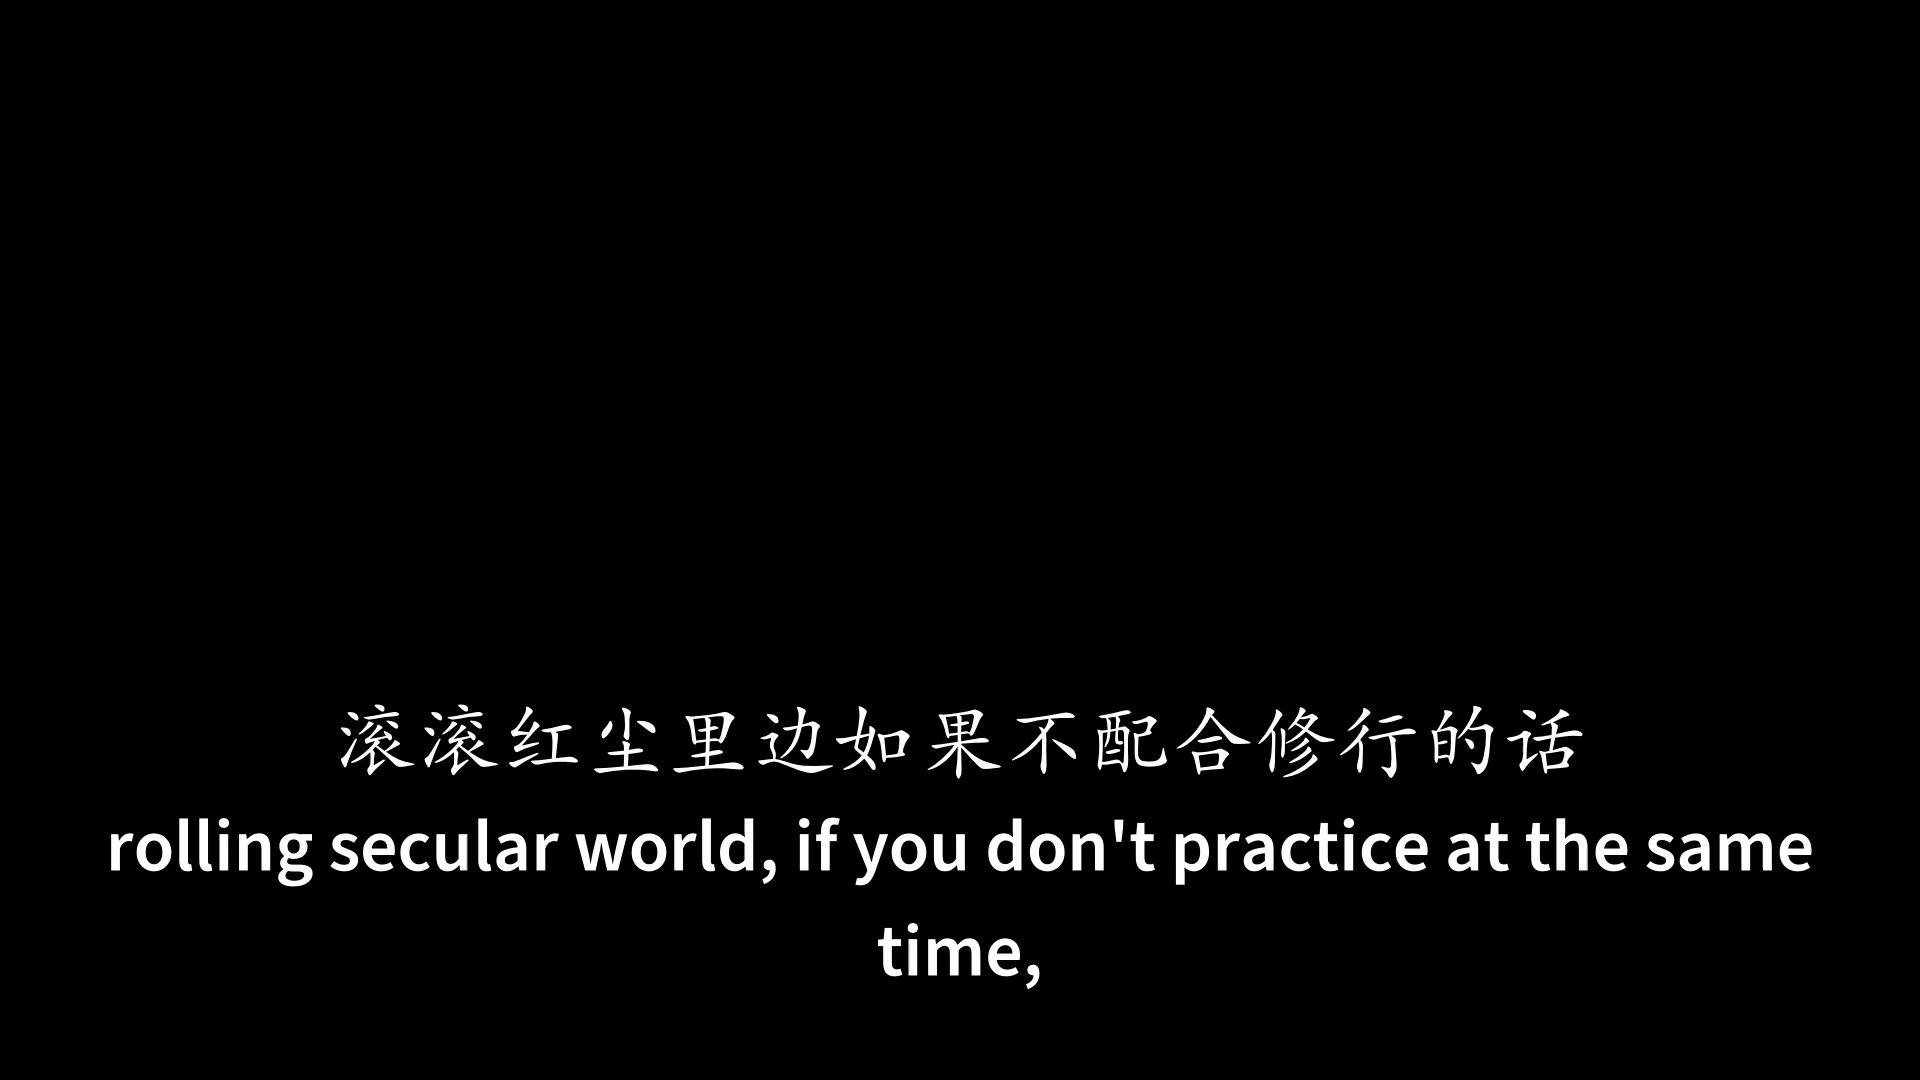 滚滚红尘里边如果不配合修行的话
rolling secular world, if you don't practice at the same
time,